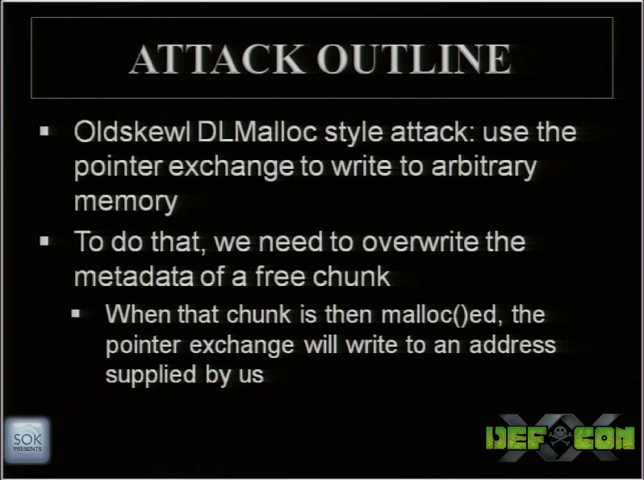 ATTACK OUTLINE
Oldskewl DLMalloc style attack: use the
pointer exchange to write to arbitrary
memory
To do that, we need to overwrite the
metadata of a free chunk
When that chunk is then malloc()ed, the
pointer exchange will write to an address
supplied by us
SOK
PRESENTS
DEF CON
XX